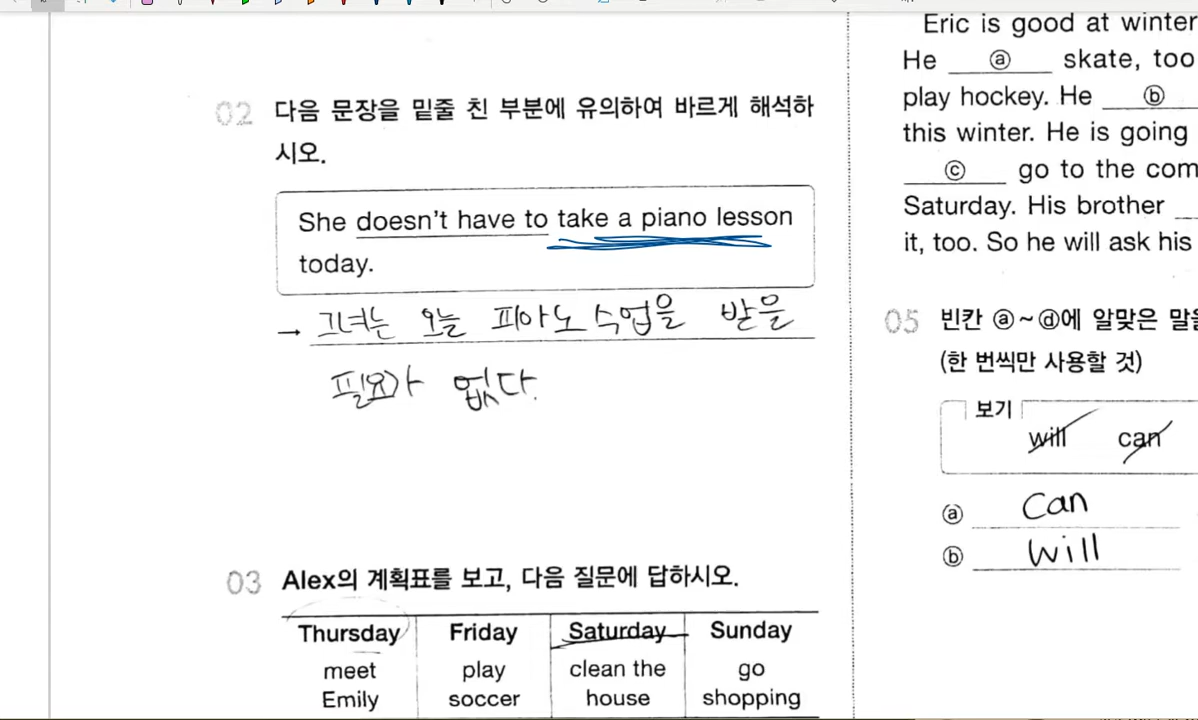 02 다음 문장을 밑줄 친 부분에 유의하여 바르게 해석하
시오.
She doesn't have to take a piano lesson
today.
→ 그녀는 오늘 피아노 수업을 받을
필요가 없다.
03 Alex의 계획표를 보고, 다음 질문에 답하시오.
Thursday Friday Saturday Sunday
meet play clean the go
Emily soccer house shopping
Eric is good at winter
He ⓐ skate, too
play hockey. He ⓑ
this winter. He is going
ⓒ go to the com
Saturday. His brother
it, too. So he will ask his
05 빈칸 ⓐ~ⓓ에 알맞은 말을
(한 번씩만 사용할 것)
보기
will can
ⓐ Can
ⓑ will